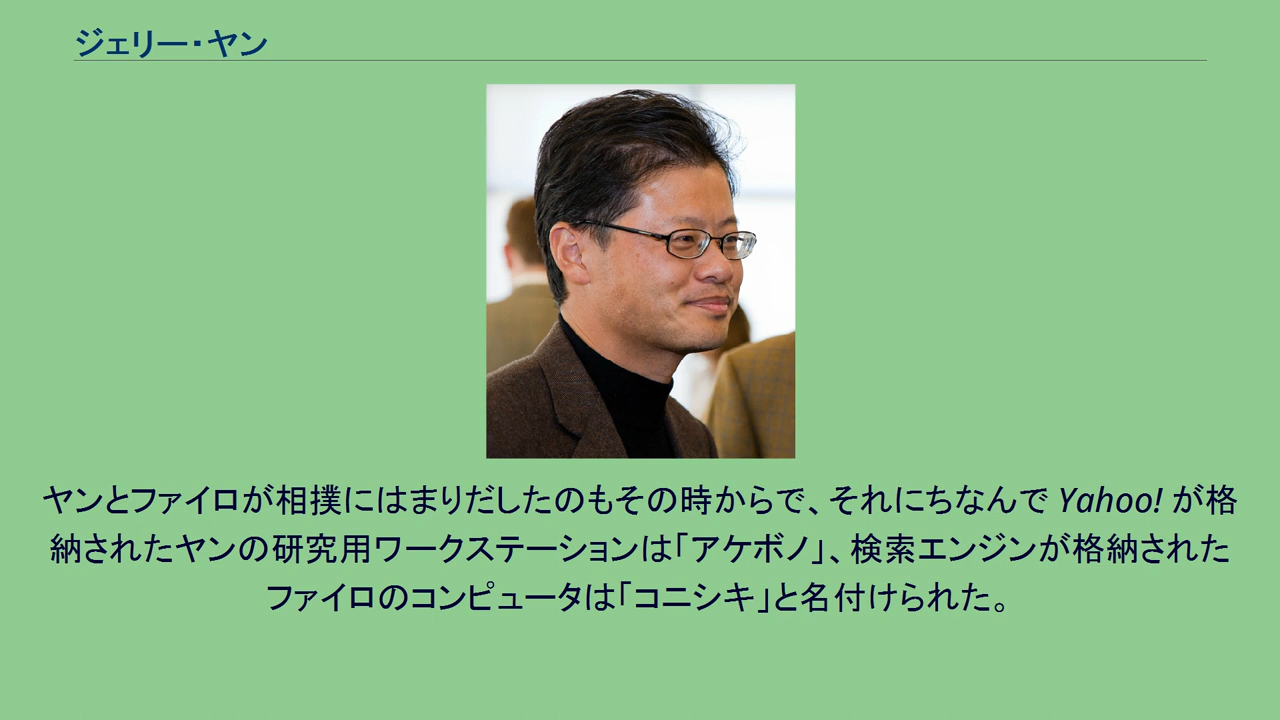 ジェリー・ヤン
ヤンとファイロが相撲にはまりだしたのもその時からで、それにちなんで Yahoo! が格
納されたヤンの研究用ワークステーションは「アケボノ」、検索エンジンが格納された
ファイロのコンピュータは「コニシキ」と名付けられた。